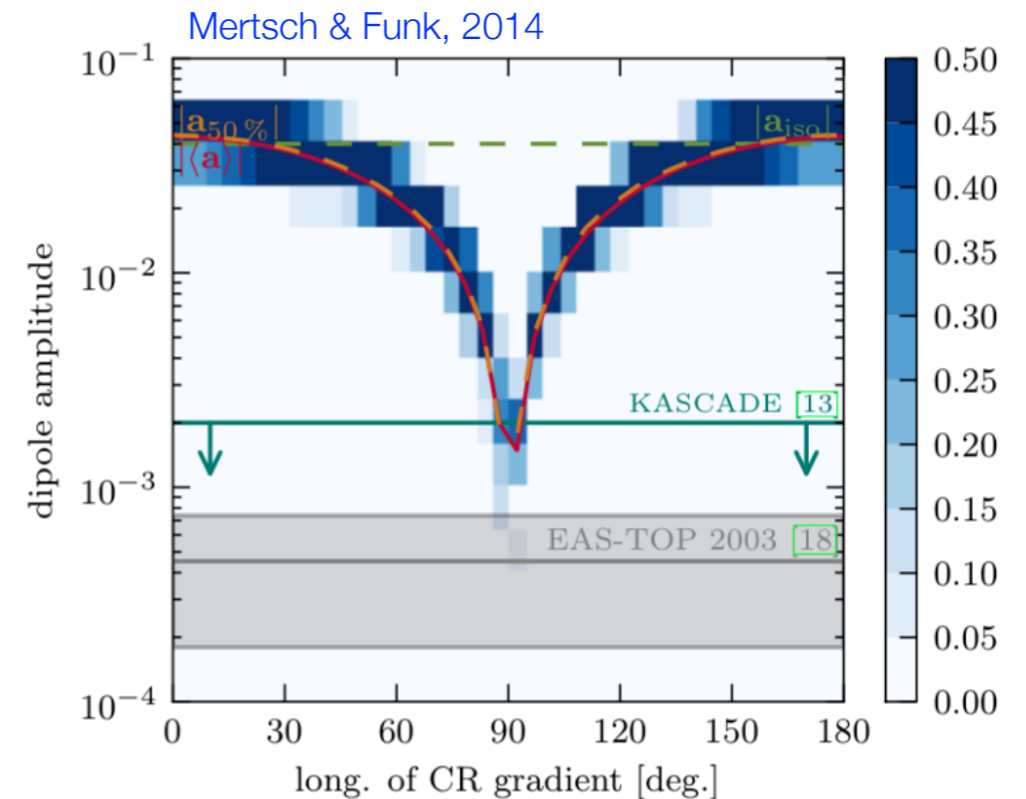 Mertsch & Funk, 2014
10⁻¹
10⁻²
10⁻³
10⁻⁴
dipole amplitude
|a₅₀ %|
|⟨a⟩|
|aᵢₛₒ|
KASCADE [13]
EAS-TOP 2003 [18]
0 30 60 90 120 150 180
long. of CR gradient [deg.]
0.50
0.45
0.40
0.35
0.30
0.25
0.20
0.15
0.10
0.05
0.00